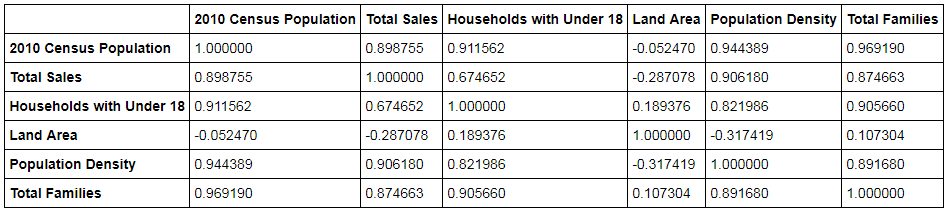 2010 Census Population Total Sales Households with Under 18 Land Area Population Density Total Families
2010 Census Population 1.000000 0.898755 0.911562 -0.052470 0.944389 0.969190
Total Sales 0.898755 1.000000 0.674652 -0.287078 0.906180 0.874663
Households with Under 18 0.911562 0.674652 1.000000 0.189376 0.821986 0.905660
Land Area -0.052470 -0.287078 0.189376 1.000000 -0.317419 0.107304
Population Density 0.944389 0.906180 0.821986 -0.317419 1.000000 0.891680
Total Families 0.969190 0.874663 0.905660 0.107304 0.891680 1.000000